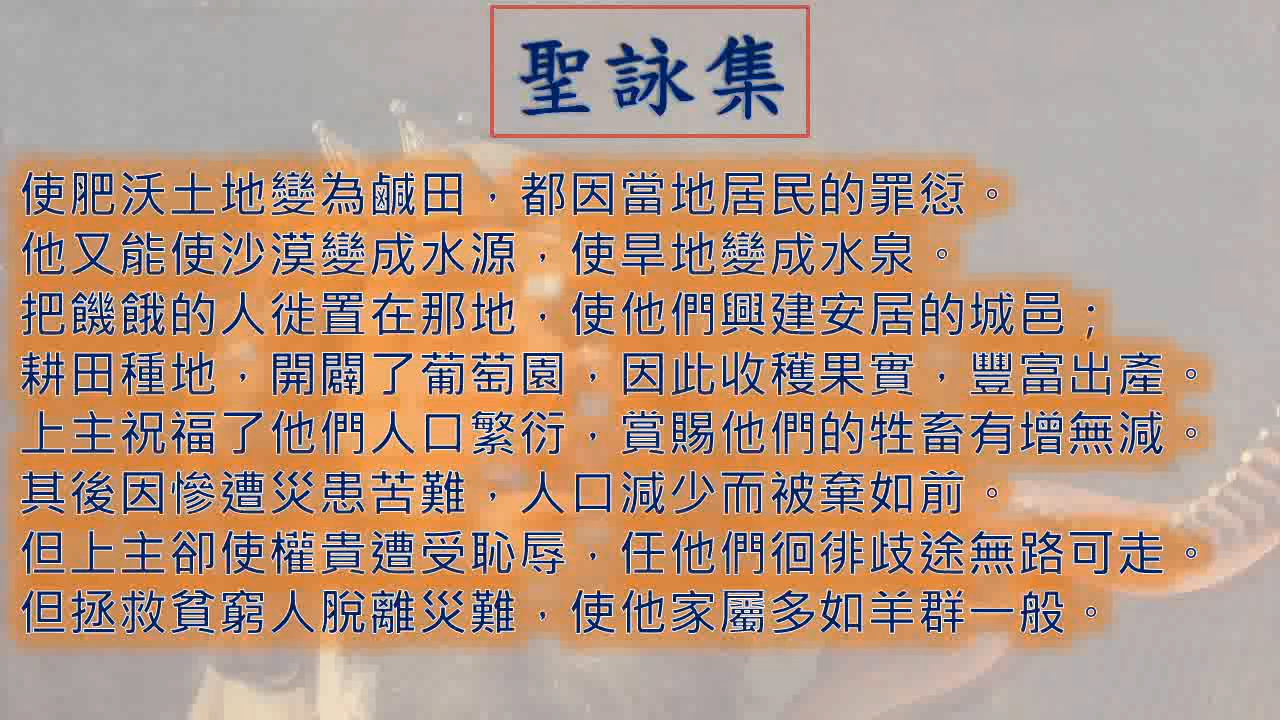 聖詠集
使肥沃土地變為鹹田，都因當地居民的罪愆。
他又能使沙漠變成水源，使旱地變成水泉。
把饑餓的人徙置在那地，使他們興建安居的城邑；
耕田種地，開闢了葡萄園，因此收穫果實，豐富出產。
上主祝福了他們人口繁衍，賞賜他們的牲畜有增無減。
其後因慘遭災患苦難，人口減少而被棄如前。
但上主卻使權貴遭受恥辱，任他們徊徘歧途無路可走。
但拯救貧窮人脫離災難，使他家屬多如羊群一般。